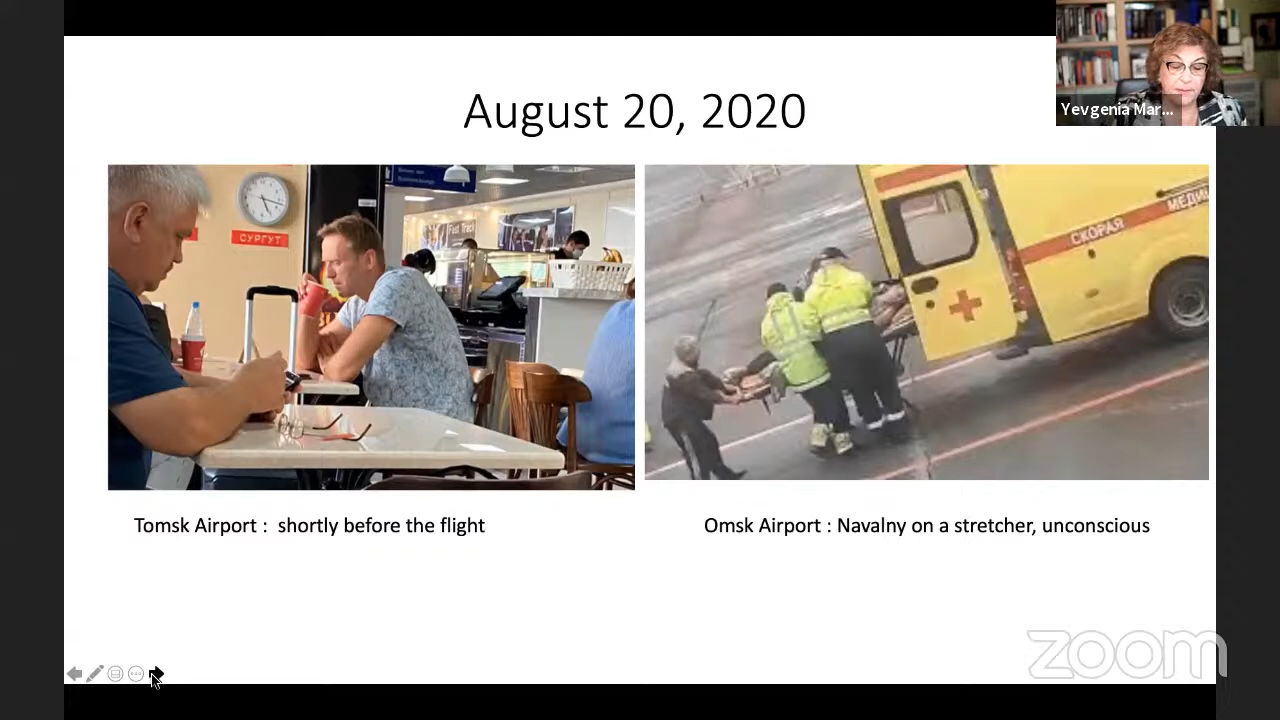 August 20, 2020
Yevgenia Mar...
СУРГУТ
Fast Track
СКОРАЯ
МЕДИ
Tomsk Airport : shortly before the flight
Omsk Airport : Navalny on a stretcher, unconscious
zoom